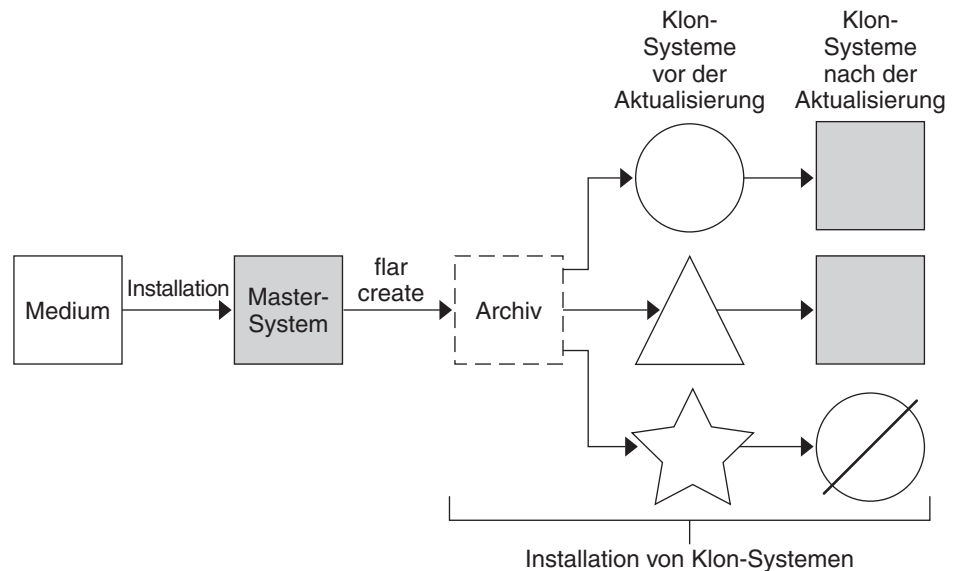 Klon-
Systeme
vor der
Aktualisierung
Klon-
Systeme
nach der
Aktualisierung
Medium
Installation
Master-
System
flar
create
Archiv
Installation von Klon-Systemen